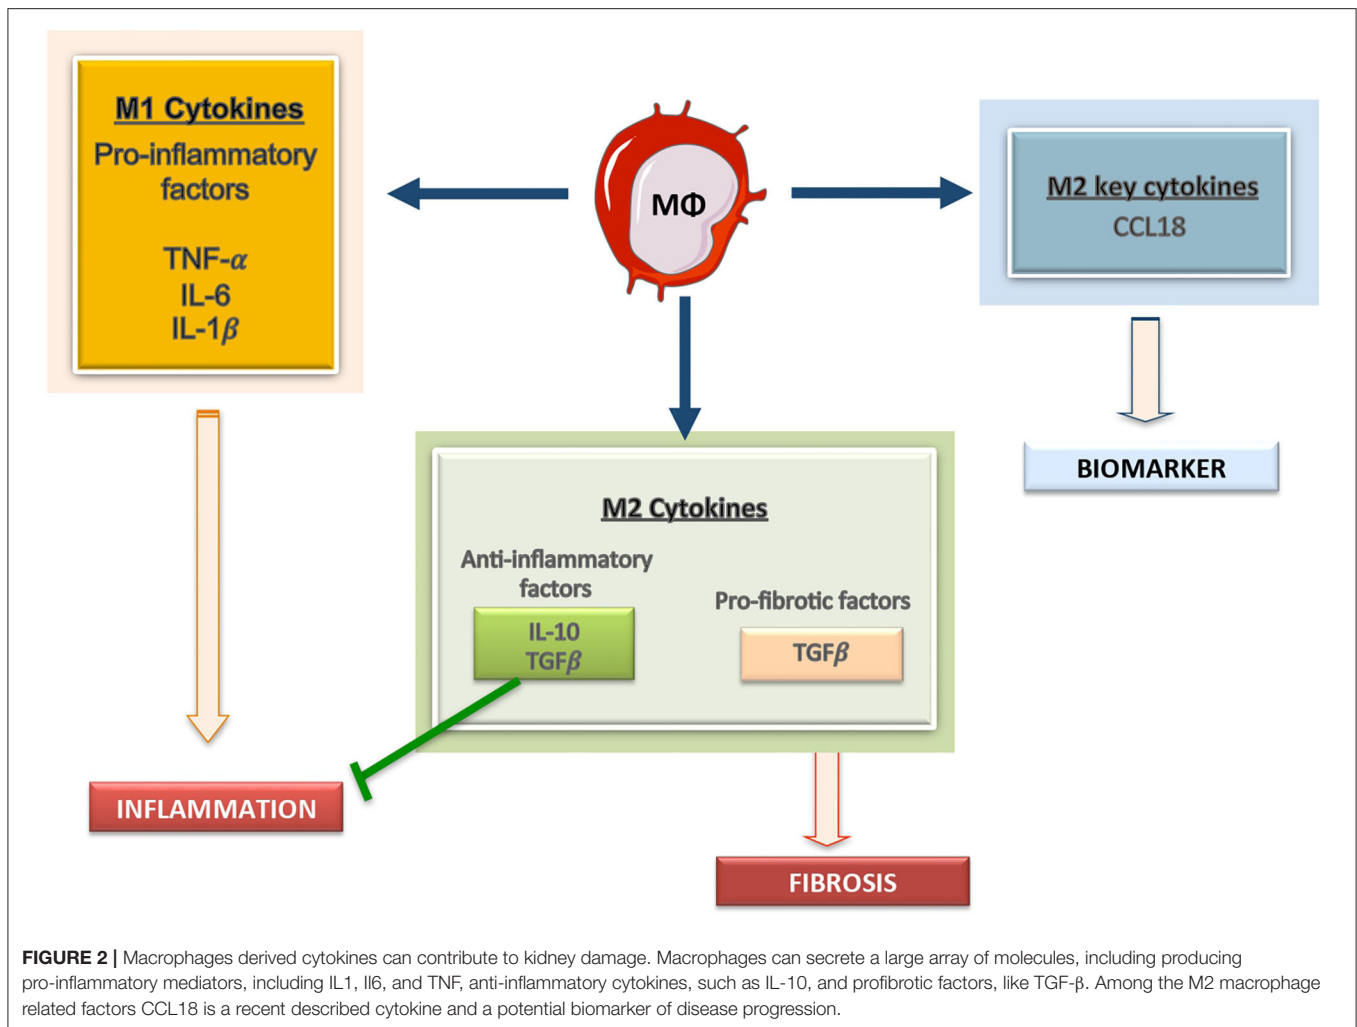 M1 Cytokines
Pro-inflammatory
factors
TNF-α
IL-6
IL-1β
MΦ
M2 key cytokines
CCL18
BIOMARKER
M2 Cytokines
Anti-inflammatory
factors
IL-10
TGFβ
Pro-fibrotic factors
TGFβ
INFLAMMATION
FIBROSIS
FIGURE 2 | Macrophages derived cytokines can contribute to kidney damage. Macrophages can secrete a large array of molecules, including producing
pro-inflammatory mediators, including IL1, Il6, and TNF, anti-inflammatory cytokines, such as IL-10, and profibrotic factors, like TGF-β. Among the M2 macrophage
related factors CCL18 is a recent described cytokine and a potential biomarker of disease progression.